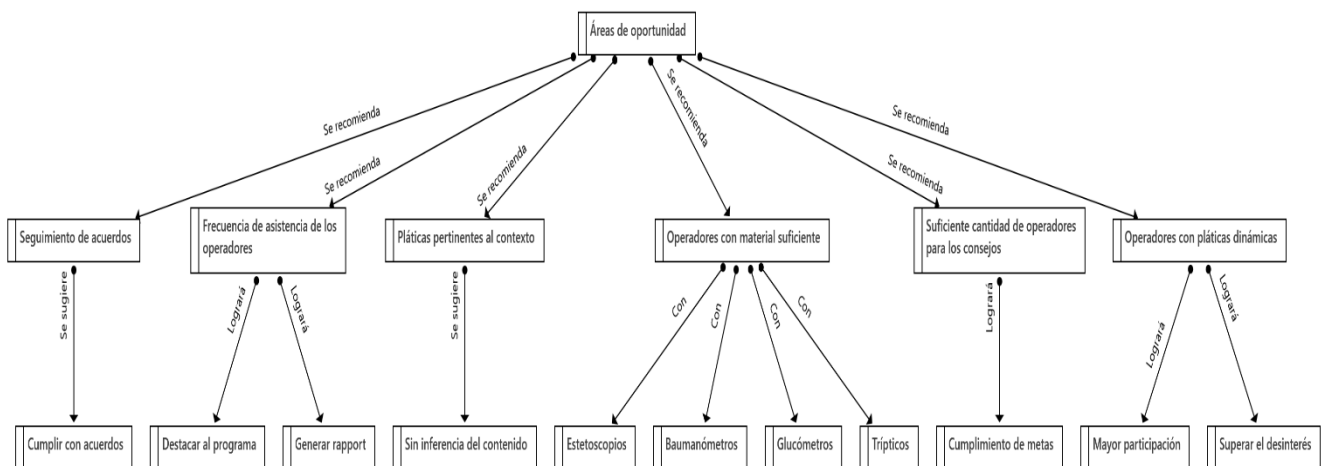 Áreas de oportunidad
Se recomienda
Se recomienda
Se recomienda
Se recomienda
Se recomienda
Se recomienda
Seguimiento de acuerdos
Frecuencia de asistencia de los
operadores
Pláticas pertinentes al contexto
Operadores con material suficiente
Suficiente cantidad de operadores
para los consejos
Operadores con pláticas dinámicas
Se sugiere
Logrará
Logrará
Se sugiere
Con
Con
Con
Con
Logrará
Logrará
Logrará
Cumplir con acuerdos
Destacar al programa
Generar rapport
Sin inferencia del contenido
Estetoscopios
Baumanómetros
Glucómetros
Trípticos
Cumplimiento de metas
Mayor participación
Superar el desinterés